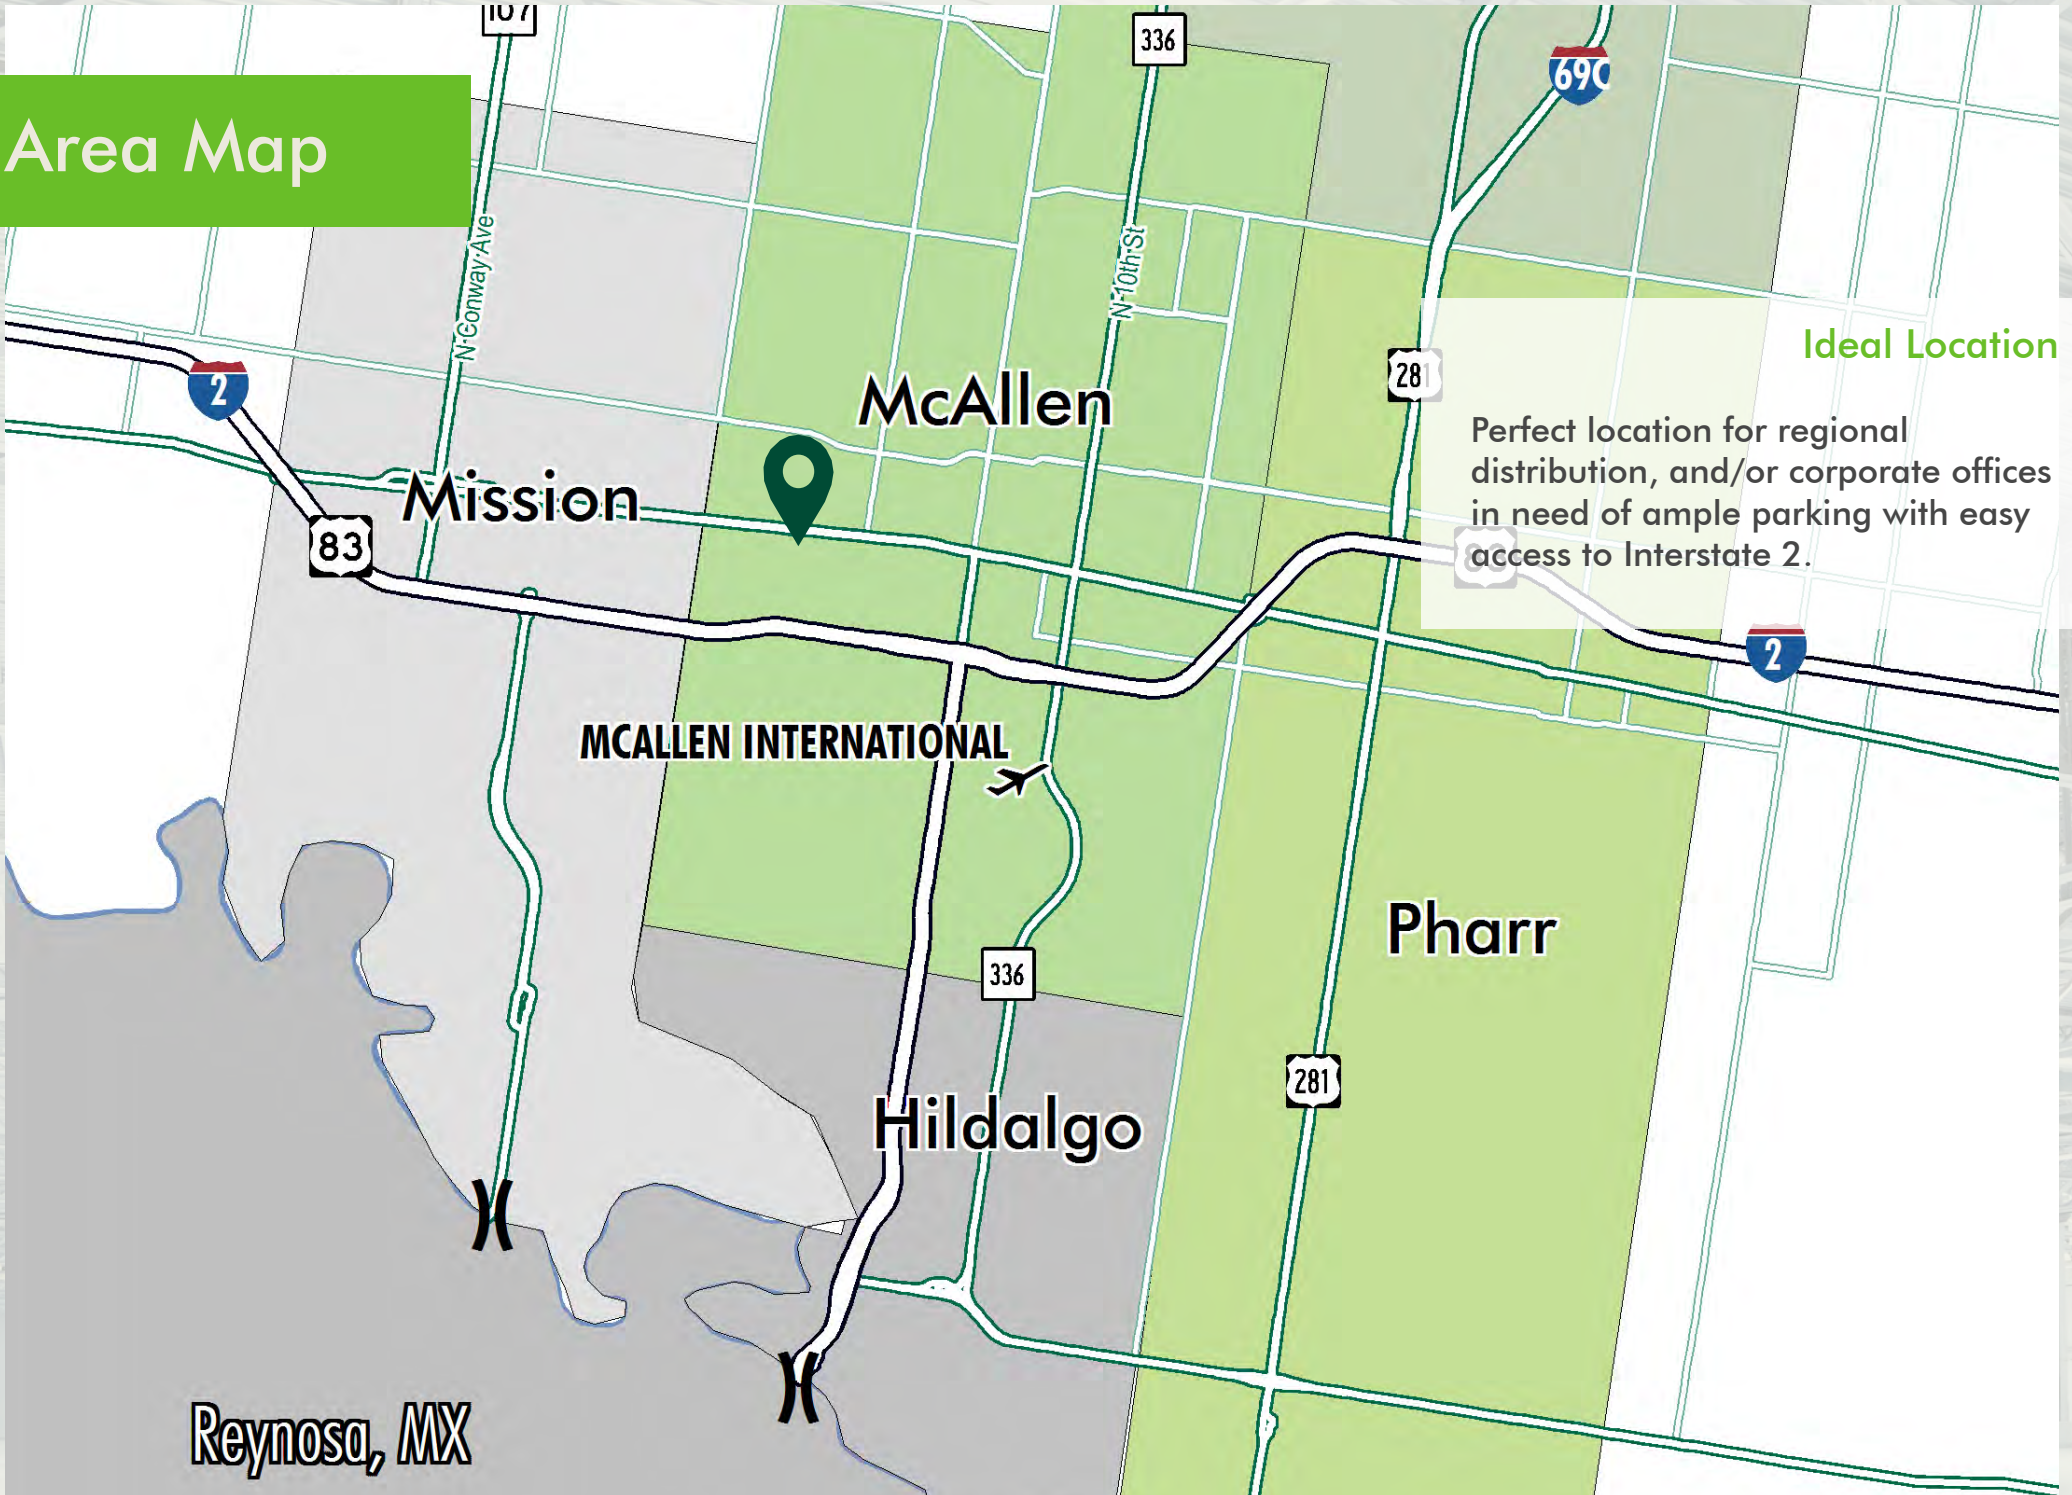 107
336
69C
Area Map
N Conway Ave
N 10th St
Ideal Location
2
281
McAllen
Perfect location for regional
distribution, and/or corporate offices
in need of ample parking with easy
access to Interstate 2.
Mission
83
83
2
MCALLEN INTERNATIONAL
Pharr
336
281
Hildalgo
Reynosa, MX